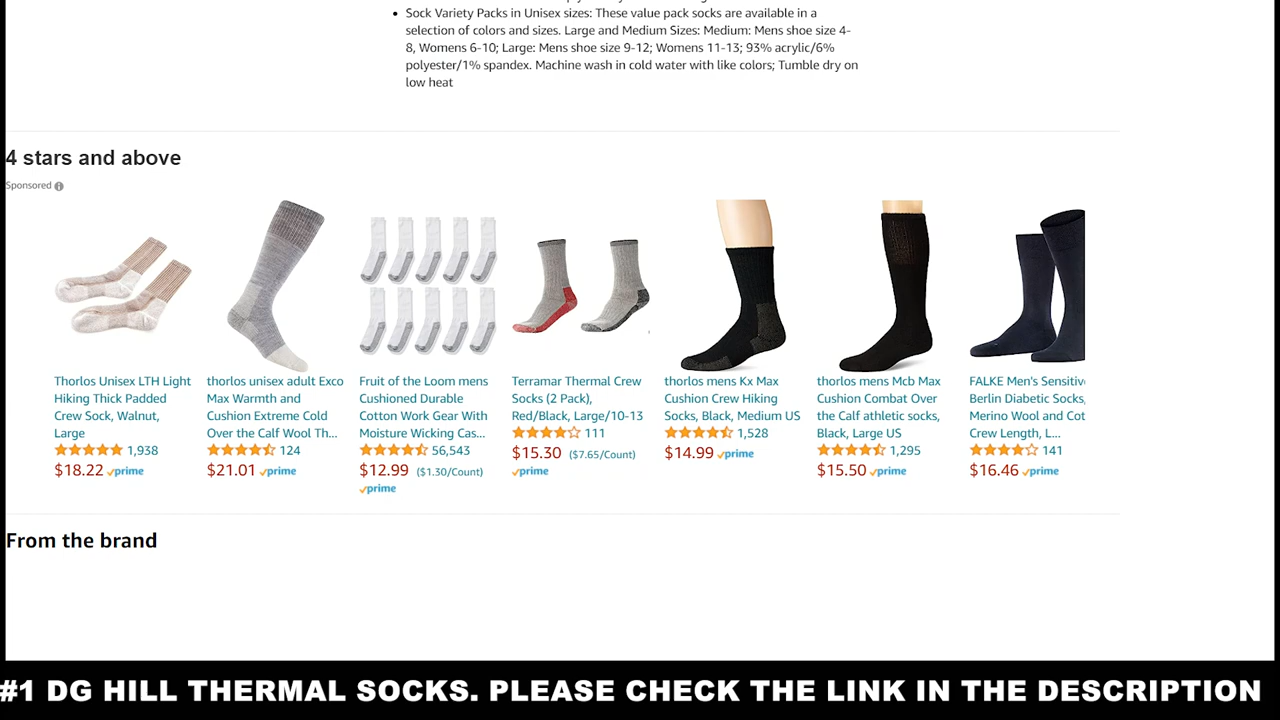 Sock Variety Packs in Unisex sizes: These value pack socks are available in a
selection of colors and sizes. Large and Medium Sizes: Medium: Mens shoe size 4-
8, Womens 6-10; Large: Mens shoe size 9-12; Womens 11-13; 93% acrylic/6%
polyester/1% spandex. Machine wash in cold water with like colors; Tumble dry on
low heat
4 stars and above
Sponsored
Thorlos Unisex LTH Light
Hiking Thick Padded
Crew Sock, Walnut,
Large
1,938
$18.22 prime
thorlos unisex adult Exco
Max Warmth and
Cushion Extreme Cold
Over the Calf Wool Th...
124
$21.01 prime
Fruit of the Loom mens
Cushioned Durable
Cotton Work Gear With
Moisture Wicking Cas...
56,543
$12.99 ($1.30/Count)
prime
Terramar Thermal Crew
Socks (2 Pack),
Red/Black, Large/10-13
111
$15.30 ($7.65/Count)
prime
thorlos mens Kx Max
Cushion Crew Hiking
Socks, Black, Medium US
1,528
$14.99 prime
thorlos mens Mcb Max
Cushion Combat Over
the Calf athletic socks,
Black, Large US
1,295
$15.50 prime
FALKE Men's Sensitive
Berlin Diabetic Socks,
Merino Wool and Cot
Crew Length, L...
141
$16.46 prime
From the brand
#1 DG HILL THERMAL SOCKS. PLEASE CHECK THE LINK IN THE DESCRIPTION